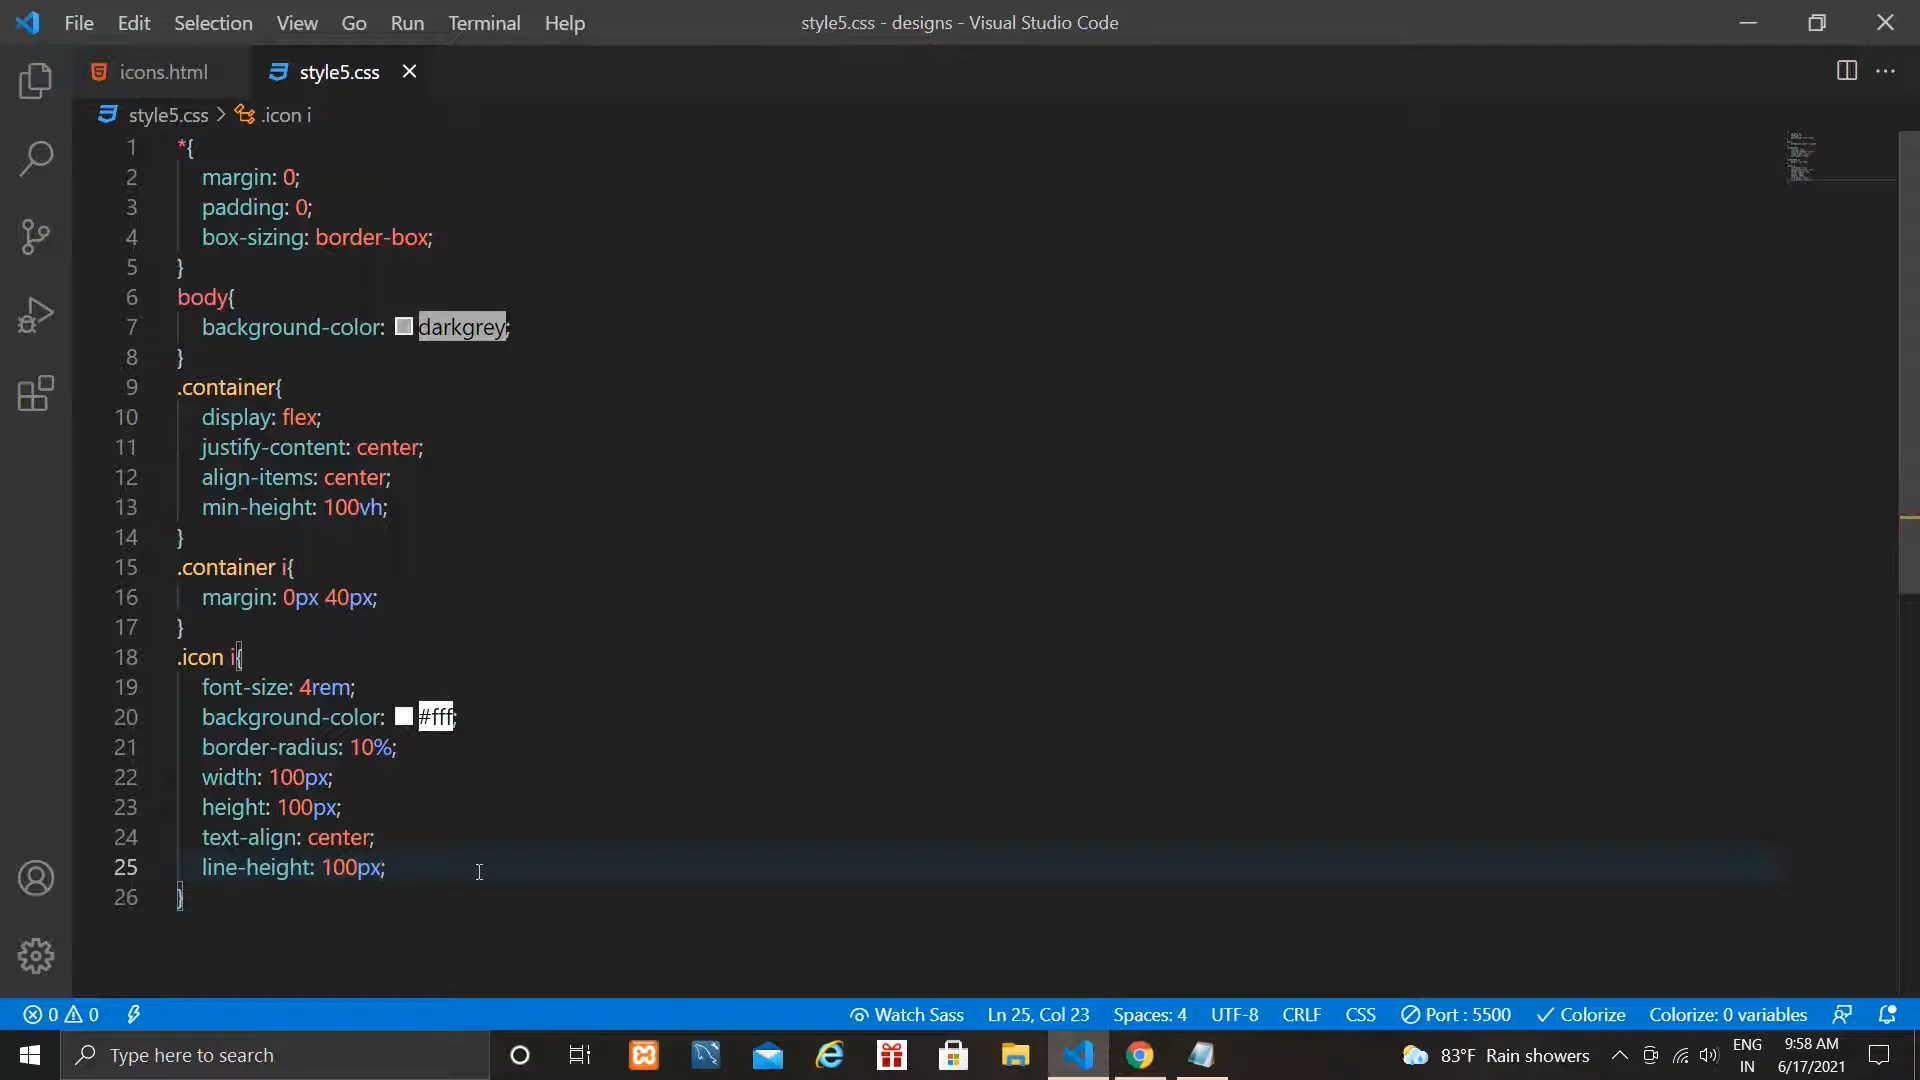 File Edit Selection View Go Run Terminal Help style5.css - designs - Visual Studio Code
icons.html style5.css
style5.css > .icon i
1 *{
2 margin: 0;
3 padding: 0;
4 box-sizing: border-box;
5 }
6 body{
7 background-color: darkgrey;
8 }
9 .container{
10 display: flex;
11 justify-content: center;
12 align-items: center;
13 min-height: 100vh;
14 }
15 .container i{
16 margin: 0px 40px;
17 }
18 .icon i{
19 font-size: 4rem;
20 background-color: #fff;
21 border-radius: 10%;
22 width: 100px;
23 height: 100px;
24 text-align: center;
25 line-height: 100px;
26 }
0 0 Watch Sass Ln 25, Col 23 Spaces: 4 UTF-8 CRLF CSS Port : 5500 Colorize Colorize: 0 variables
Type here to search 83°F Rain showers ENG 9:58 AM
IN 6/17/2021